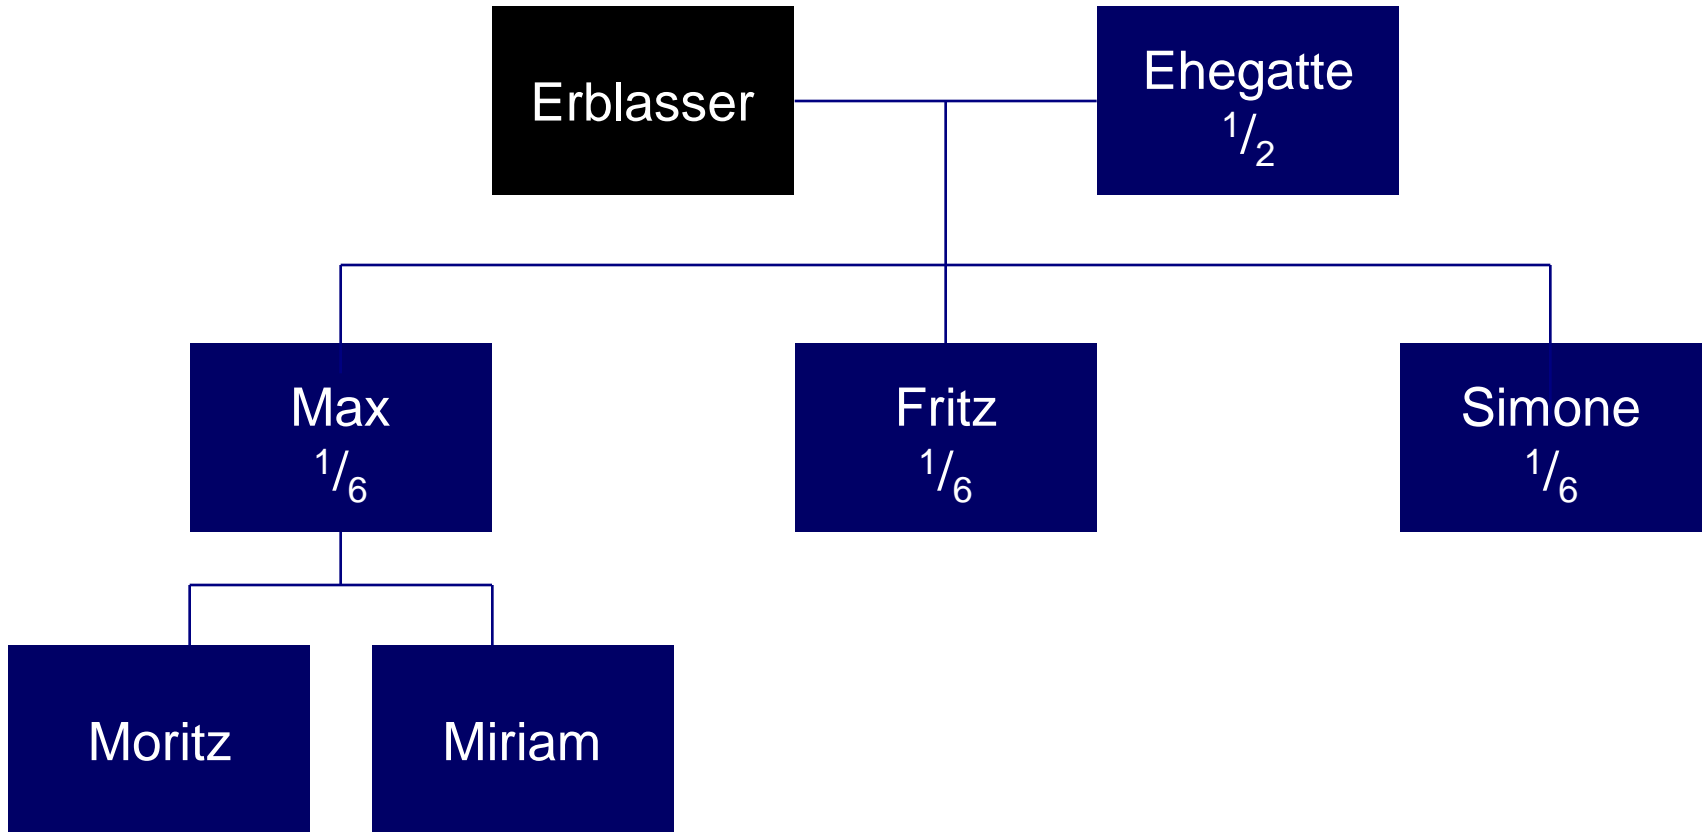 Erblasser
Ehegatte
1/2
Max
1/6
Fritz
1/6
Simone
1/6
Moritz
Miriam